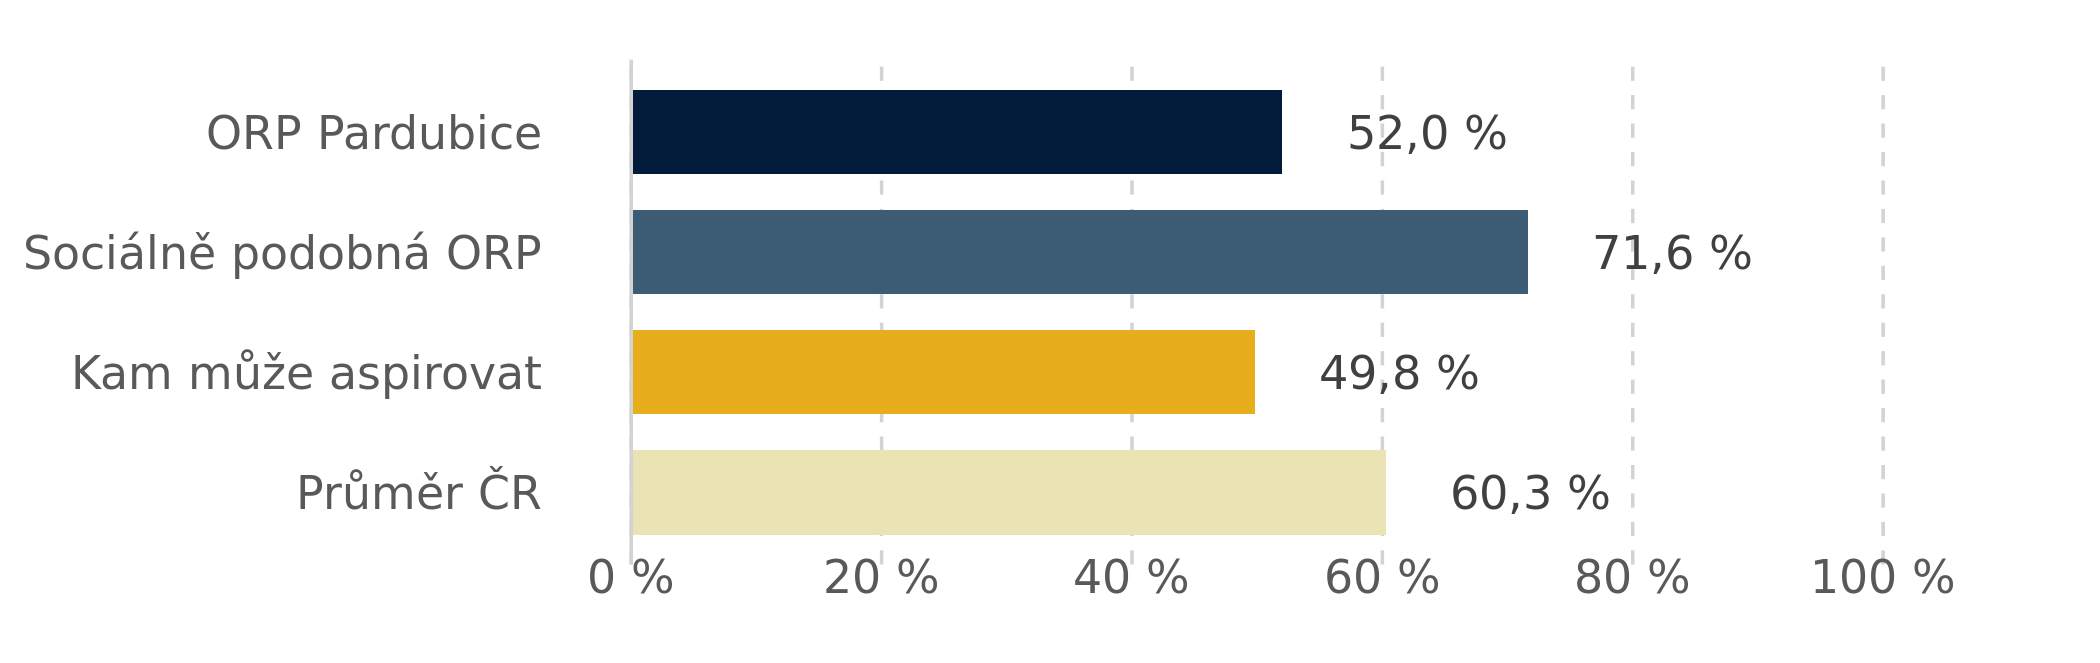 ORP Pardubice
52,0 %
Sociálně podobná ORP
71,6 %
Kam může aspirovat
49,8 %
Průměr ČR
60,3 %
0 % 20 % 40 % 60 % 80 % 100 %